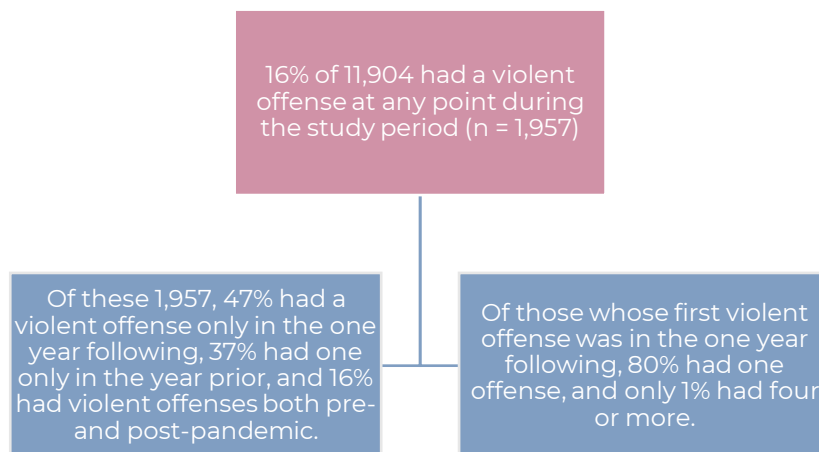 16% of 11,904 had a violent
offense at any point during
the study period (n = 1,957)
Of these 1,957, 47% had a
violent offense only in the one
year following, 37% had one
only in the year prior, and 16%
had violent offenses both pre-
and post-pandemic.
Of those whose first violent
offense was in the one year
following, 80% had one
offense, and only 1% had four
or more.